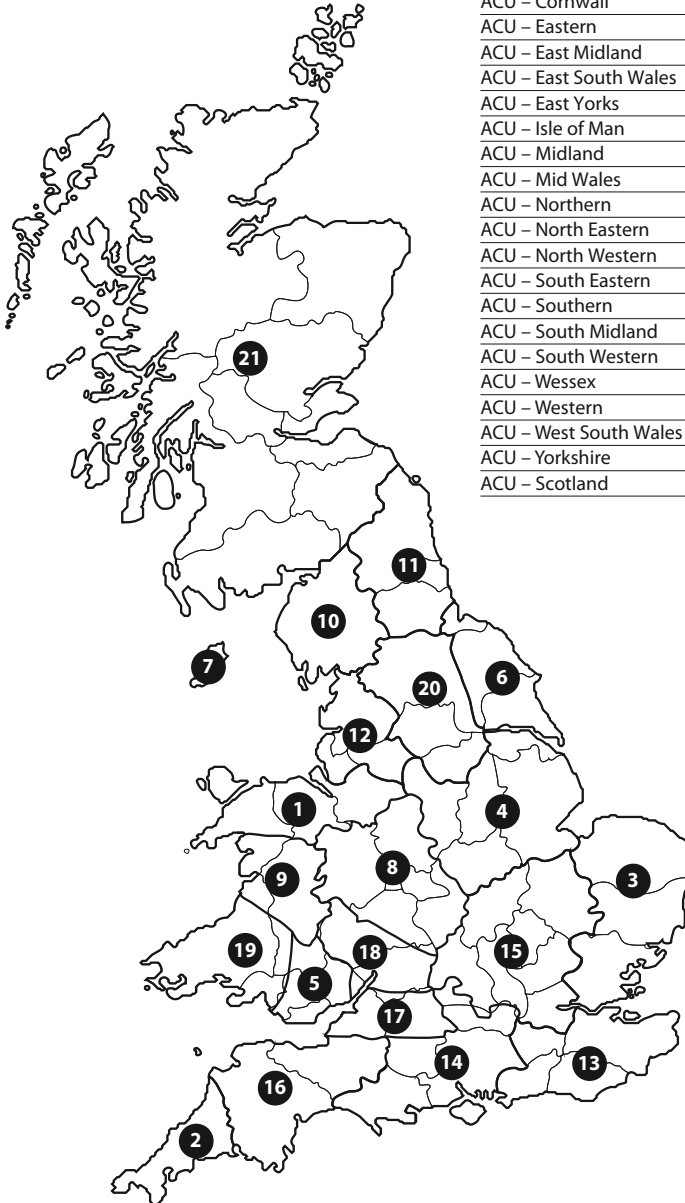 ACU – Cornwall
ACU – Eastern
ACU – East Midland
ACU – East South Wales
ACU – East Yorks
ACU – Isle of Man
ACU – Midland
ACU – Mid Wales
ACU – Northern
ACU – North Eastern
ACU – North Western
ACU – South Eastern
ACU – Southern
ACU – South Midland
ACU – South Western
ACU – Wessex
ACU – Western
ACU – West South Wales
ACU – Yorkshire
ACU – Scotland
21
11
10
7
6
20
12
1
4
8
9
3
19
18
15
5
17
14
13
16
2